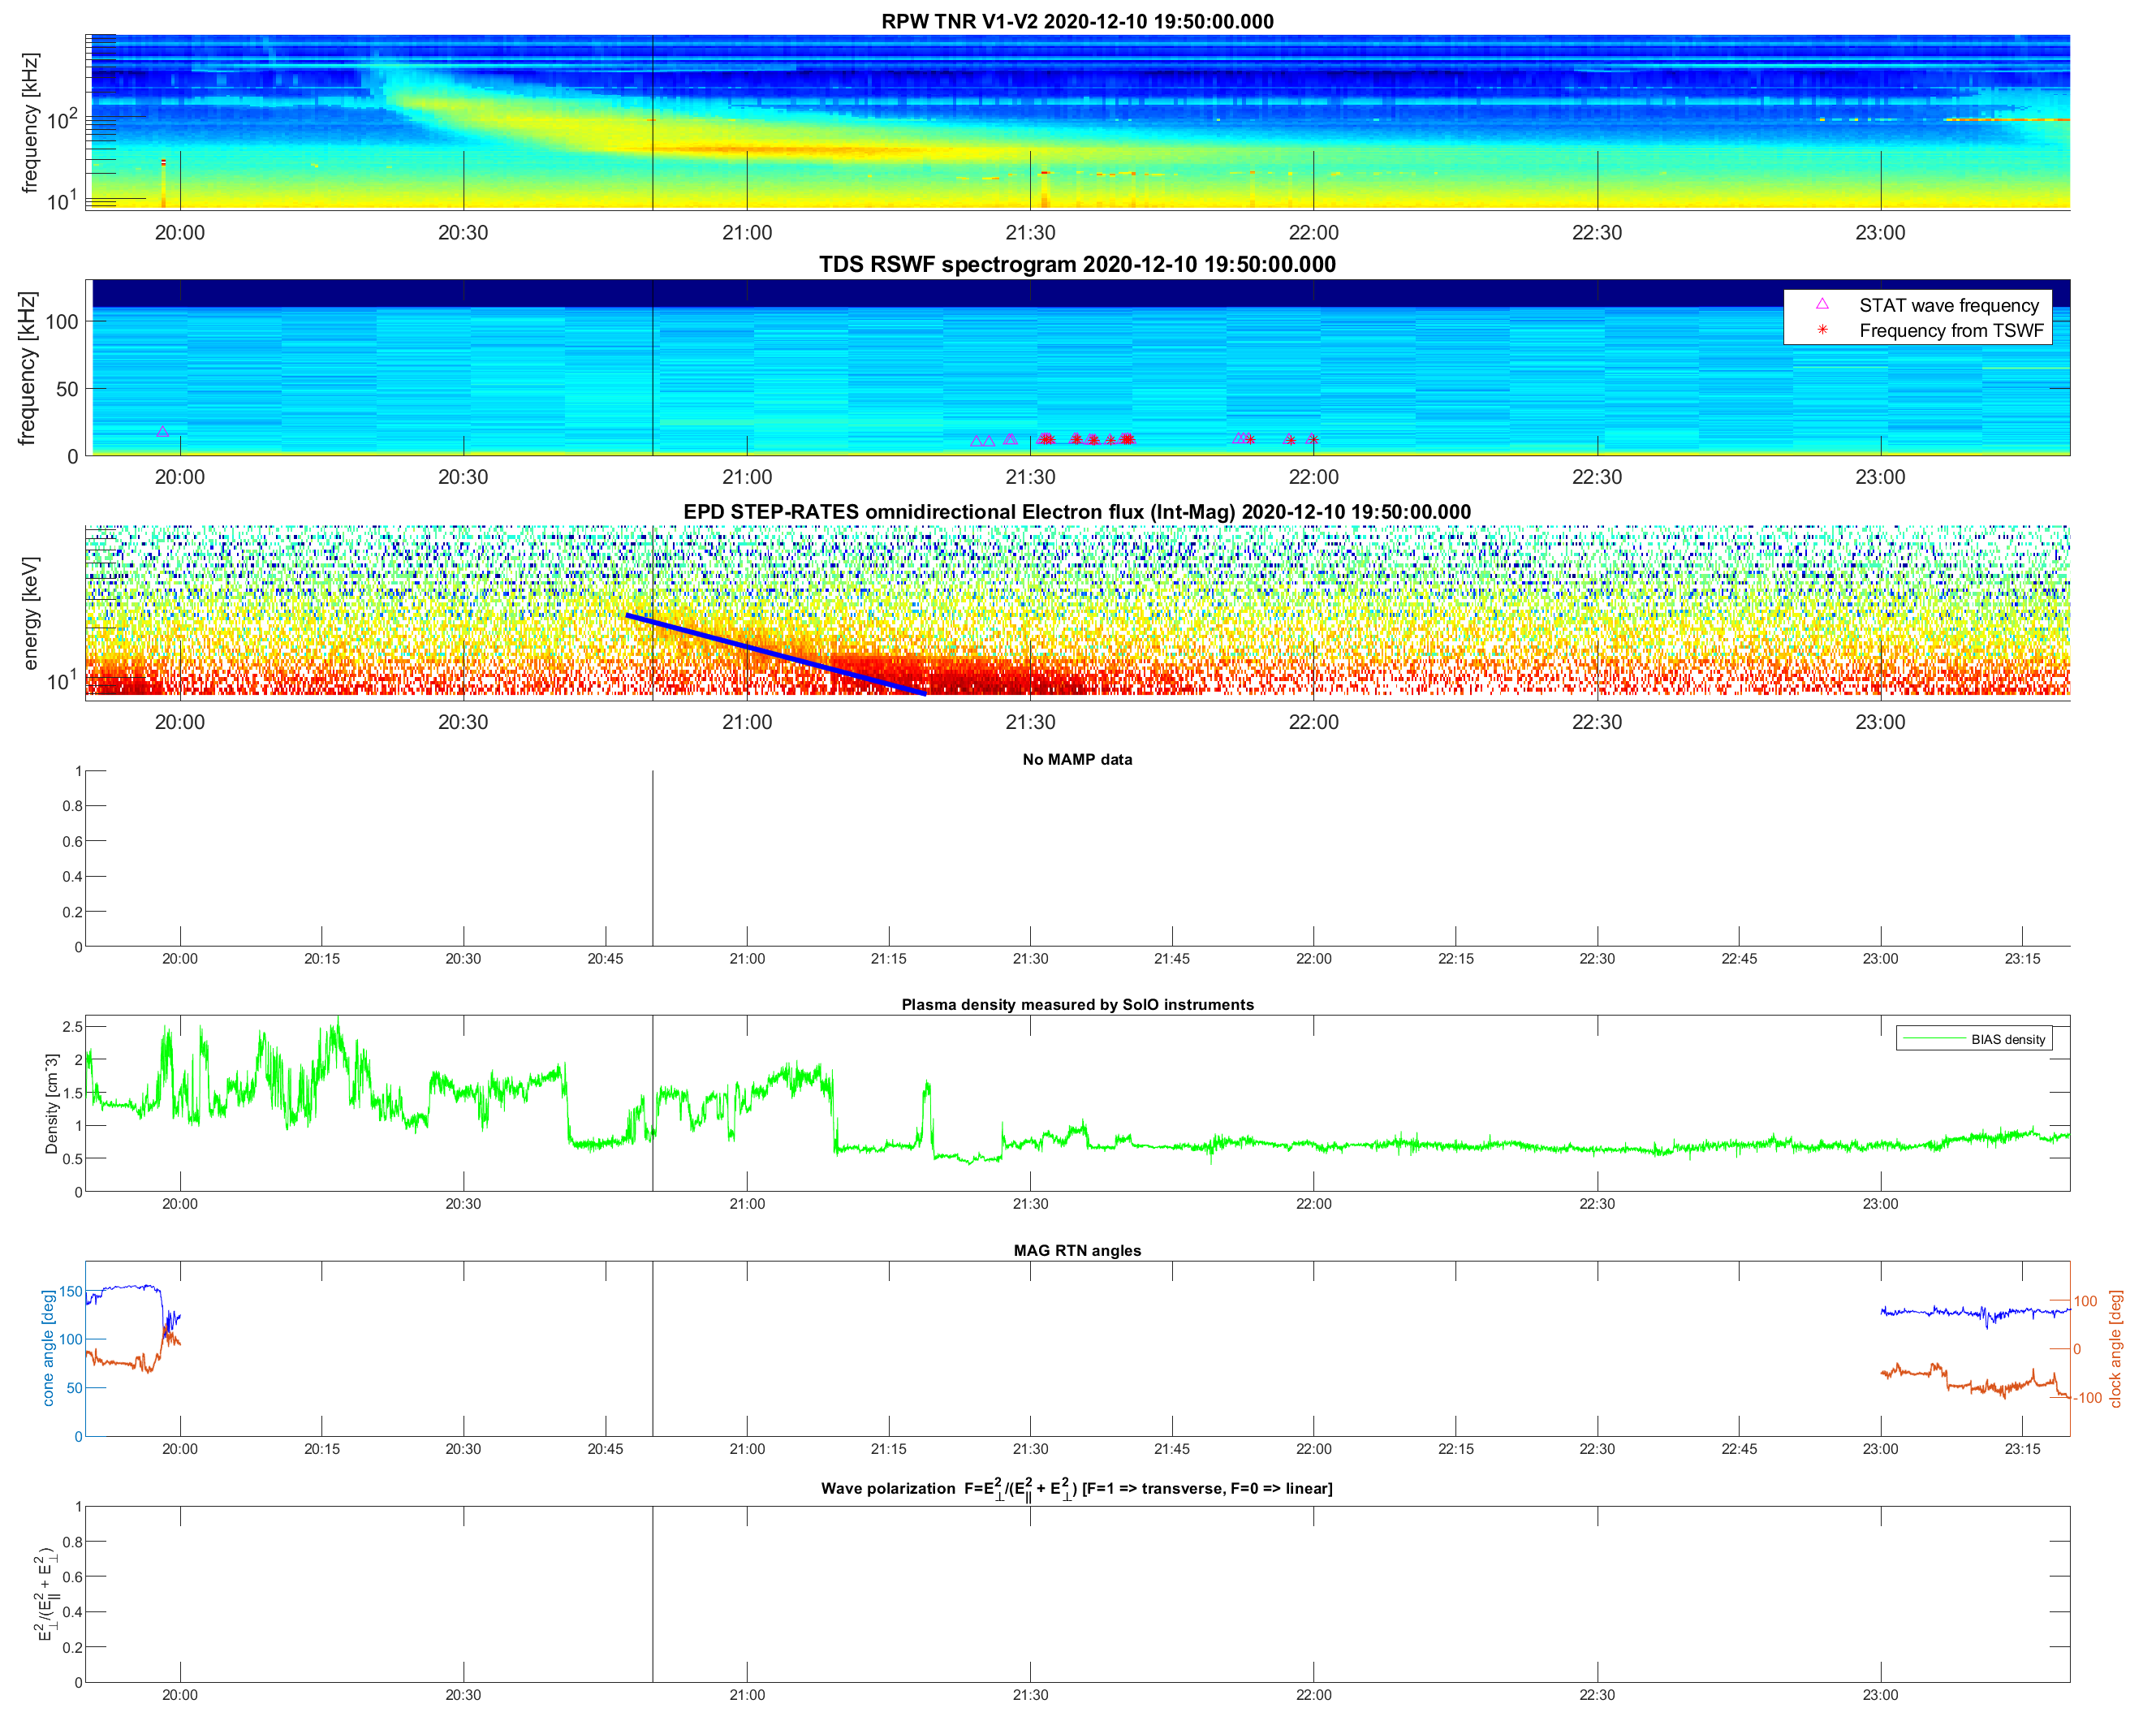 RPW TNR V1-V2 2020-12-10 19:50:00.000
frequency [kHz]
10^2
10^1
20:00 20:30 21:00 21:30 22:00 22:30 23:00
TDS RSWF spectrogram 2020-12-10 19:50:00.000
frequency [kHz]
100
50
0
STAT wave frequency
Frequency from TSWF
20:00 20:30 21:00 21:30 22:00 22:30 23:00
EPD STEP-RATES omnidirectional Electron flux (Int-Mag) 2020-12-10 19:50:00.000
energy [keV]
10^1
20:00 20:30 21:00 21:30 22:00 22:30 23:00
No MAMP data
1
0.8
0.6
0.4
0.2
0
20:00 20:15 20:30 20:45 21:00 21:15 21:30 21:45 22:00 22:15 22:30 22:45 23:00 23:15
Plasma density measured by SolO instruments
Density [cm^-3]
2.5
2
1.5
1
0.5
0
BIAS density
20:00 20:30 21:00 21:30 22:00 22:30 23:00
MAG RTN angles
cone angle [deg]
150
100
50
0
100
0
-100
clock angle [deg]
20:00 20:15 20:30 20:45 21:00 21:15 21:30 21:45 22:00 22:15 22:30 22:45 23:00 23:15
Wave polarization F=E⊥^2/(E∥^2 + E⊥^2) [F=1 => transverse, F=0 => linear]
E⊥^2/(E∥^2 + E⊥^2)
1
0.8
0.6
0.4
0.2
0
20:00 20:30 21:00 21:30 22:00 22:30 23:00